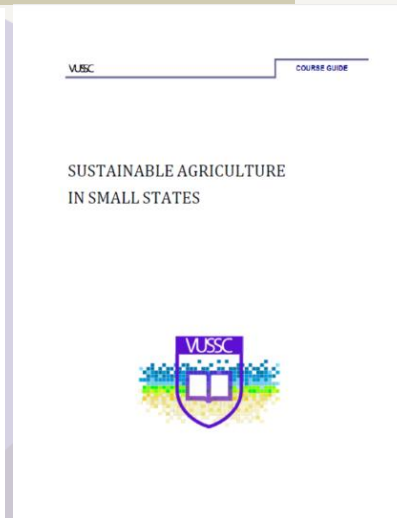 VUSSC
COURSE GUIDE
SUSTAINABLE AGRICULTURE
IN SMALL STATES
VUSSC